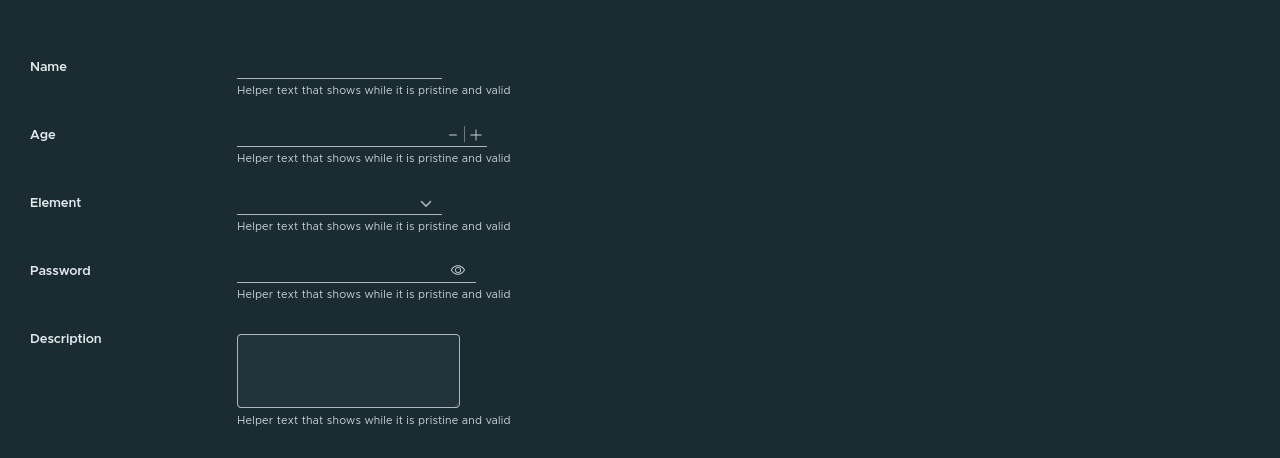 Name
Helper text that shows while it is pristine and valid
Age
Helper text that shows while it is pristine and valid
Element
Helper text that shows while it is pristine and valid
Password
Helper text that shows while it is pristine and valid
Description
Helper text that shows while it is pristine and valid